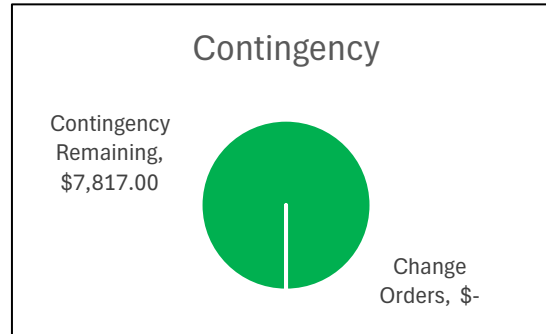 Contingency
Contingency
Remaining,
$7,817.00
Change
Orders, $-